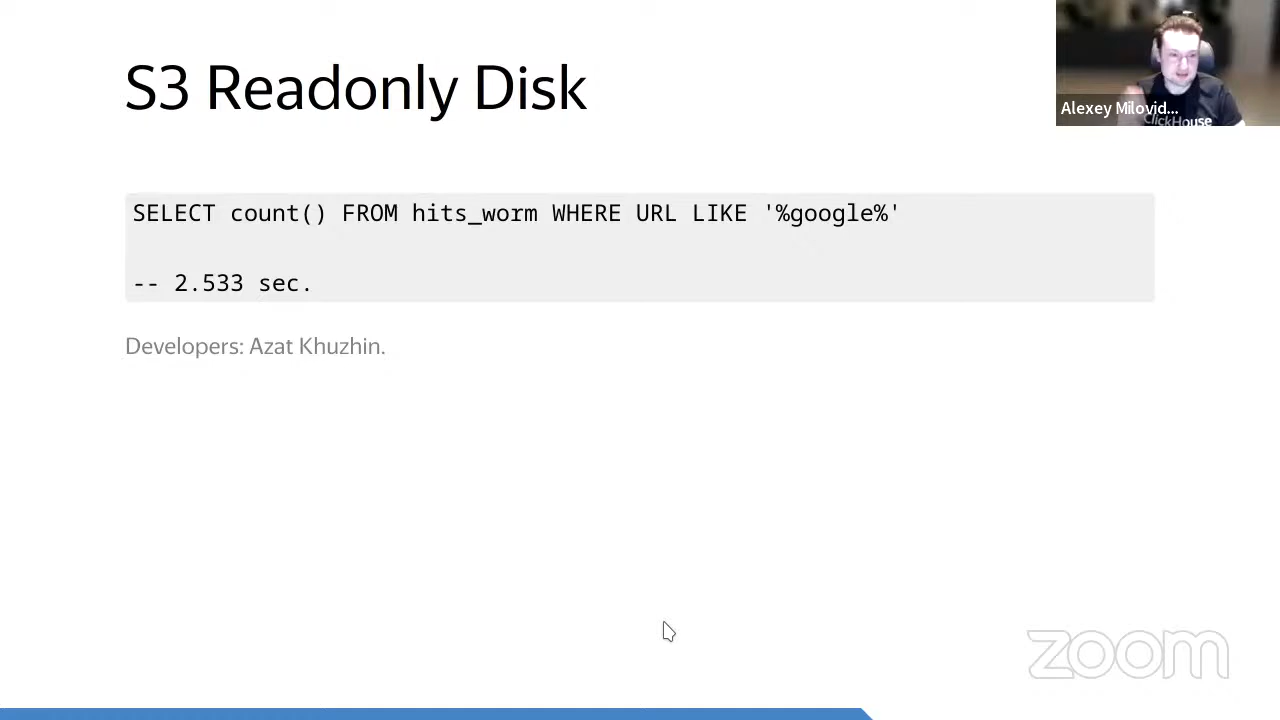 S3 Readonly Disk
Alexey Milovid...
ClickHouse
SELECT count() FROM hits_worm WHERE URL LIKE '%google%'
-- 2.533 sec.
Developers: Azat Khuzhin.
zoom